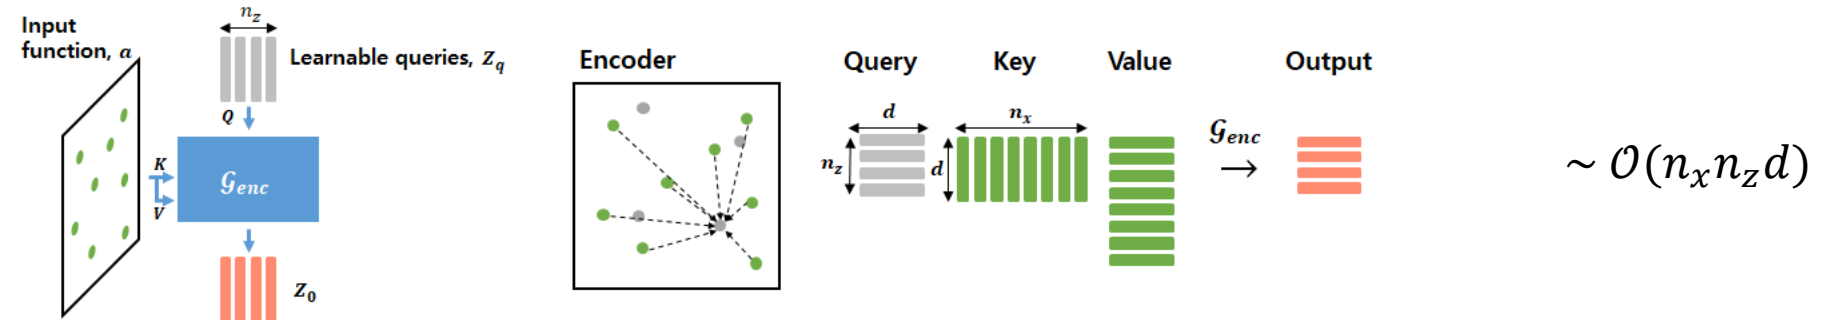 Input
function, a
n_z
Learnable queries, Z_q
Q
K
V
𝒢_enc
Z_0
Encoder
Query
Key
Value
Output
d
n_z
n_x
d
𝒢_enc
→
~ 𝒪(n_x n_z d)